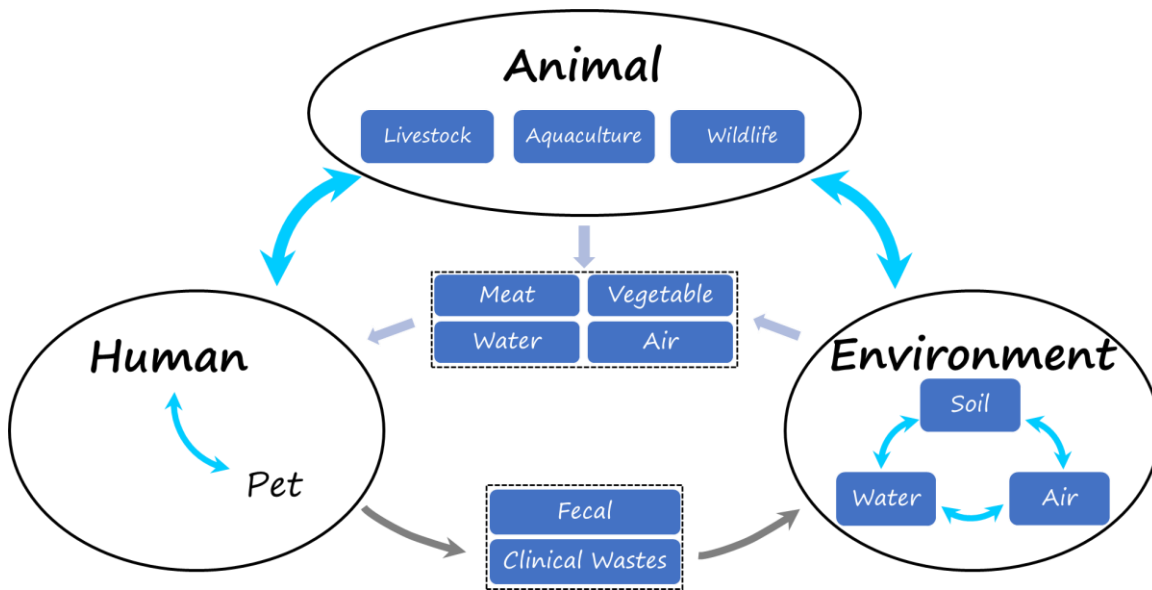 Animal
Livestock Aquaculture Wildlife
Meat Vegetable
Water Air
Human
Pet
Environment
Soil
Water Air
Fecal
Clinical Wastes